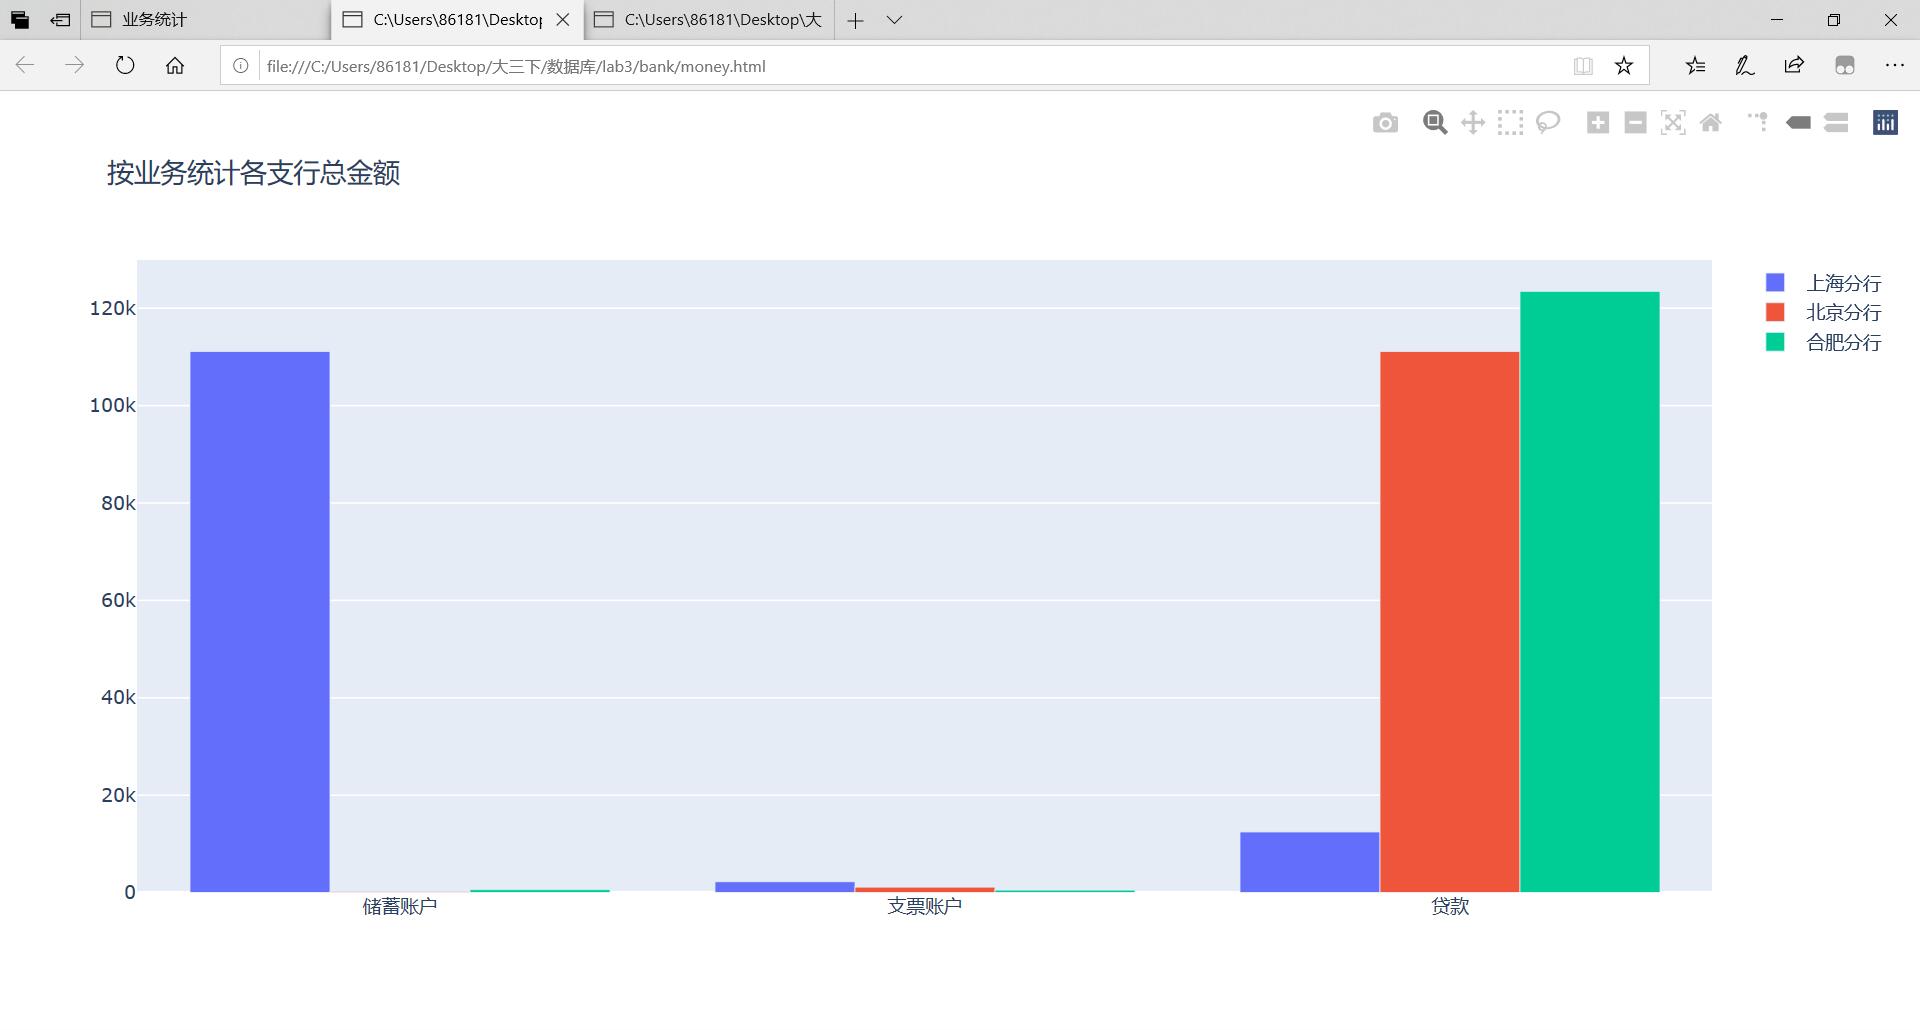 业务统计
C:\Users\86181\Desktop
C:\Users\86181\Desktop\大
file:///C:/Users/86181/Desktop/大三下/数据库/lab3/bank/money.html
按业务统计各支行总金额
上海分行
北京分行
合肥分行
120k
100k
80k
60k
40k
20k
0
储蓄账户
支票账户
贷款